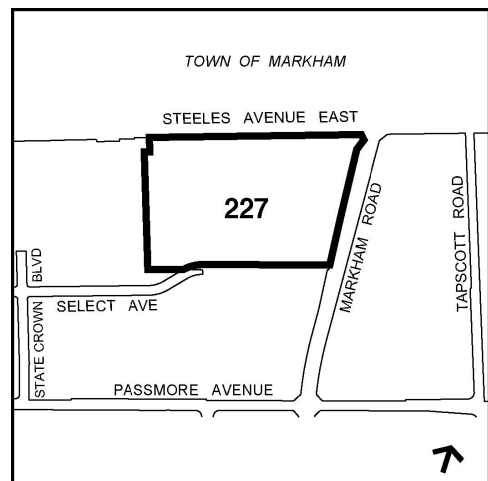 TOWN OF MARKHAM
STEELES AVENUE EAST
227
MARKHAM ROAD
TAPSCOTT ROAD
STATE CROWN BLVD
SELECT AVE
PASSMORE AVENUE